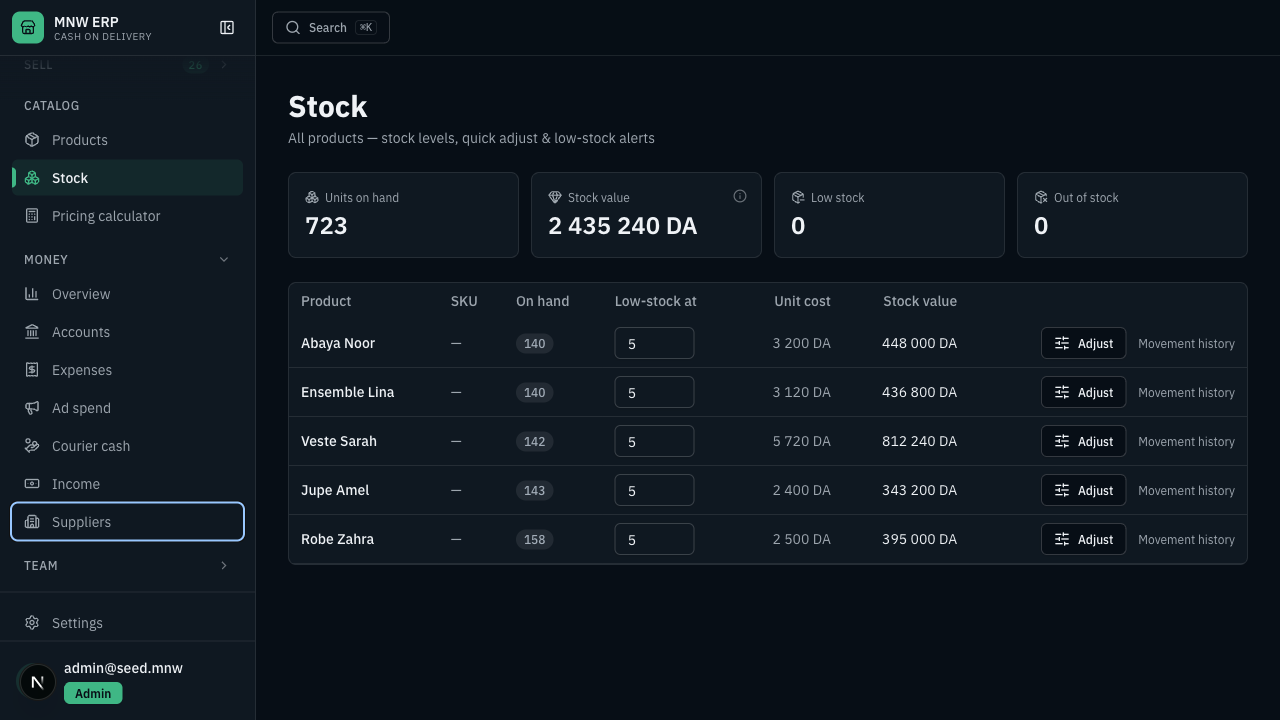 MNW ERP
CASH ON DELIVERY
Search ⌘K
SELL 26
CATALOG
Products
Stock
Pricing calculator
MONEY
Overview
Accounts
Expenses
Ad spend
Courier cash
Income
Suppliers
TEAM
Settings
N
admin@seed.mnw
Admin
Stock
All products — stock levels, quick adjust & low-stock alerts
Units on hand
723
Stock value
2 435 240 DA
Low stock
0
Out of stock
0
Product SKU On hand Low-stock at Unit cost Stock value
Abaya Noor — 140 5 3 200 DA 448 000 DA Adjust Movement history
Ensemble Lina — 140 5 3 120 DA 436 800 DA Adjust Movement history
Veste Sarah — 142 5 5 720 DA 812 240 DA Adjust Movement history
Jupe Amel — 143 5 2 400 DA 343 200 DA Adjust Movement history
Robe Zahra — 158 5 2 500 DA 395 000 DA Adjust Movement history